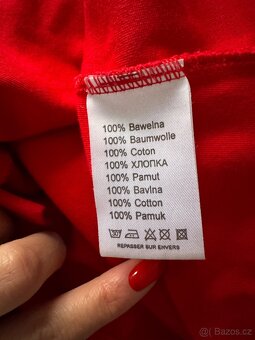 100% Bawełna
100% Baumwolle
100% Coton
100% ХЛОПКА
100% Pamut
100% Bavlna
100% Cotton
100% Pamuk
REPASSER SUR ENVERS
Bazos.cz